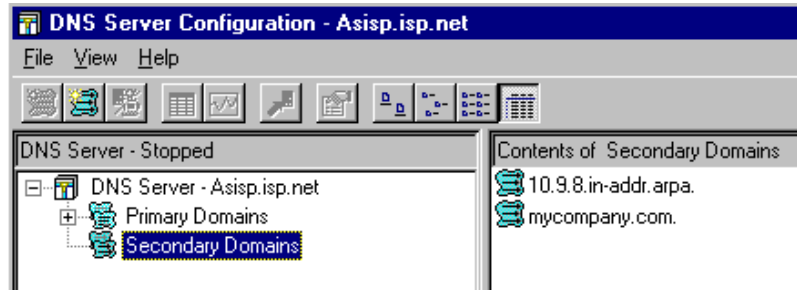 DNS Server Configuration - Asisp.isp.net
File View Help
DNS Server - Stopped
DNS Server - Asisp.isp.net
Primary Domains
Secondary Domains
Contents of Secondary Domains
10.9.8.in-addr.arpa.
mycompany.com.